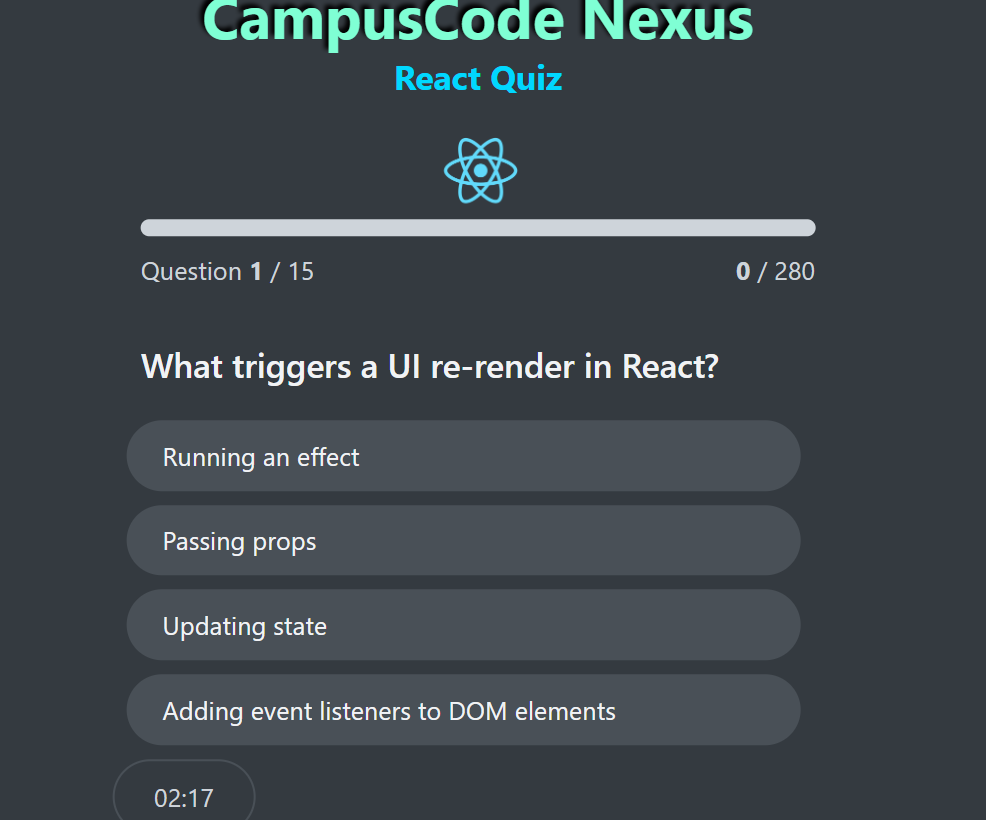 CampusCode Nexus
React Quiz
Question 1 / 15
0 / 280
What triggers a UI re-render in React?
Running an effect
Passing props
Updating state
Adding event listeners to DOM elements
02:17